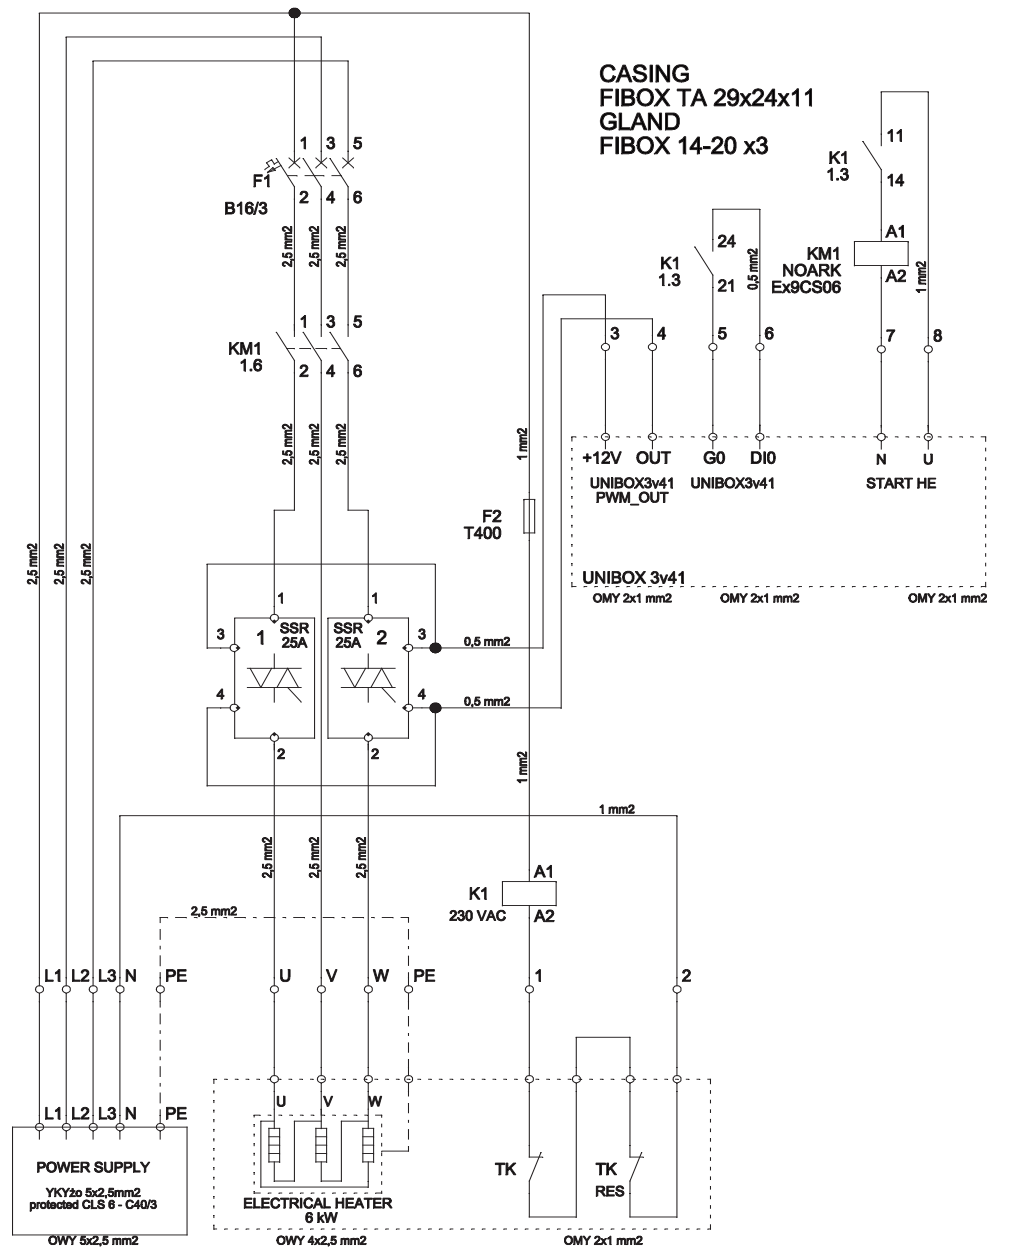 CASING
FIBOX TA 29x24x11
GLAND
FIBOX 14-20 x3
1 3 5
F1
B16/3
2 4 6
2,5 mm2
2,5 mm2
2,5 mm2
1 3 5
KM1
1.6
2 4 6
2,5 mm2
2,5 mm2
2,5 mm2
K1
1.3
11
14
A1
KM1
NOARK
Ex9CS06
A2
1 mm2
K1
1.3
24
21
0,5 mm2
3
4
5
6
7
8
+12V
OUT
G0
DI0
N
U
UNIBOX3v41
PWM_OUT
UNIBOX3v41
START HE
UNIBOX 3v41
OMY 2x1 mm2
OMY 2x1 mm2
OMY 2x1 mm2
1 mm2
F2
T400
2,5 mm2
2,5 mm2
2,5 mm2
1
1
3
1
SSR
25A
SSR
25A
2
3
0,5 mm2
4
4
0,5 mm2
2
2
1 mm2
1 mm2
2,5 mm2
2,5 mm2
2,5 mm2
A1
K1
230 VAC
A2
2,5 mm2
L1 L2 L3 N PE
U V W PE
1
2
L1 L2 L3 N PE
U V W
POWER SUPPLY
YKYżo 5x2,5mm2
protected CLS 6 - C40/3
OWY 5x2,5 mm2
ELECTRICAL HEATER
6 kW
OWY 4x2,5 mm2
TK
TK
RES
OMY 2x1 mm2